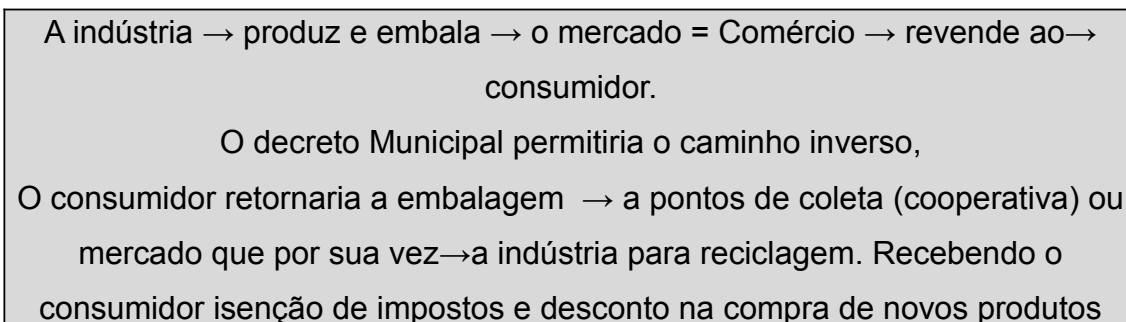 A indústria → produz e embala → o mercado = Comércio → revende ao→
consumidor.
O decreto Municipal permitiria o caminho inverso,
O consumidor retornaria a embalagem → a pontos de coleta (cooperativa) ou
mercado que por sua vez→a indústria para reciclagem. Recebendo o
consumidor isenção de impostos e desconto na compra de novos produtos